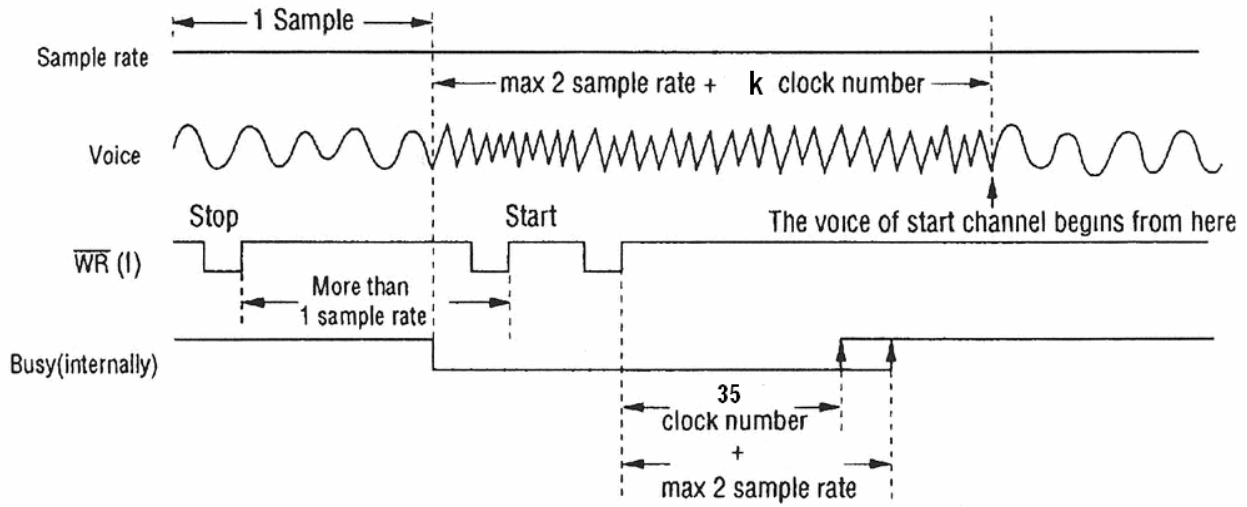 1 Sample
Sample rate
max 2 sample rate + k clock number
Voice
Stop
Start
The voice of start channel begins from here
WR (I)
More than
1 sample rate
Busy(internally)
35
clock number
+
max 2 sample rate